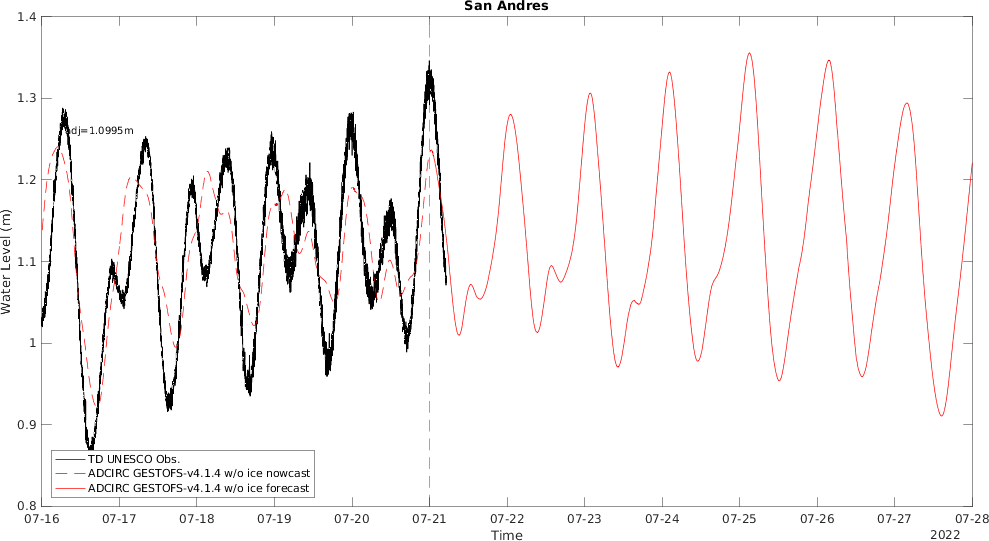 San Andres
1.4
1.3
1.2
1.1
1
0.9
0.8
Water Level (m)
adj=1.0995m
TD UNESCO Obs.
ADCIRC GESTOFS-v4.1.4 w/o ice nowcast
ADCIRC GESTOFS-v4.1.4 w/o ice forecast
07-16 07-17 07-18 07-19 07-20 07-21 07-22 07-23 07-24 07-25 07-26 07-27 07-28
Time
2022